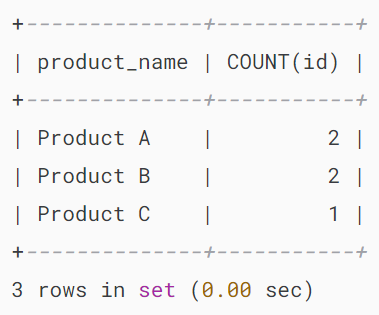 +--------------+-----------+
| product_name | COUNT(id) |
+--------------+-----------+
| Product A    |         2 |
| Product B    |         2 |
| Product C    |         1 |
+--------------+-----------+
3 rows in set (0.00 sec)